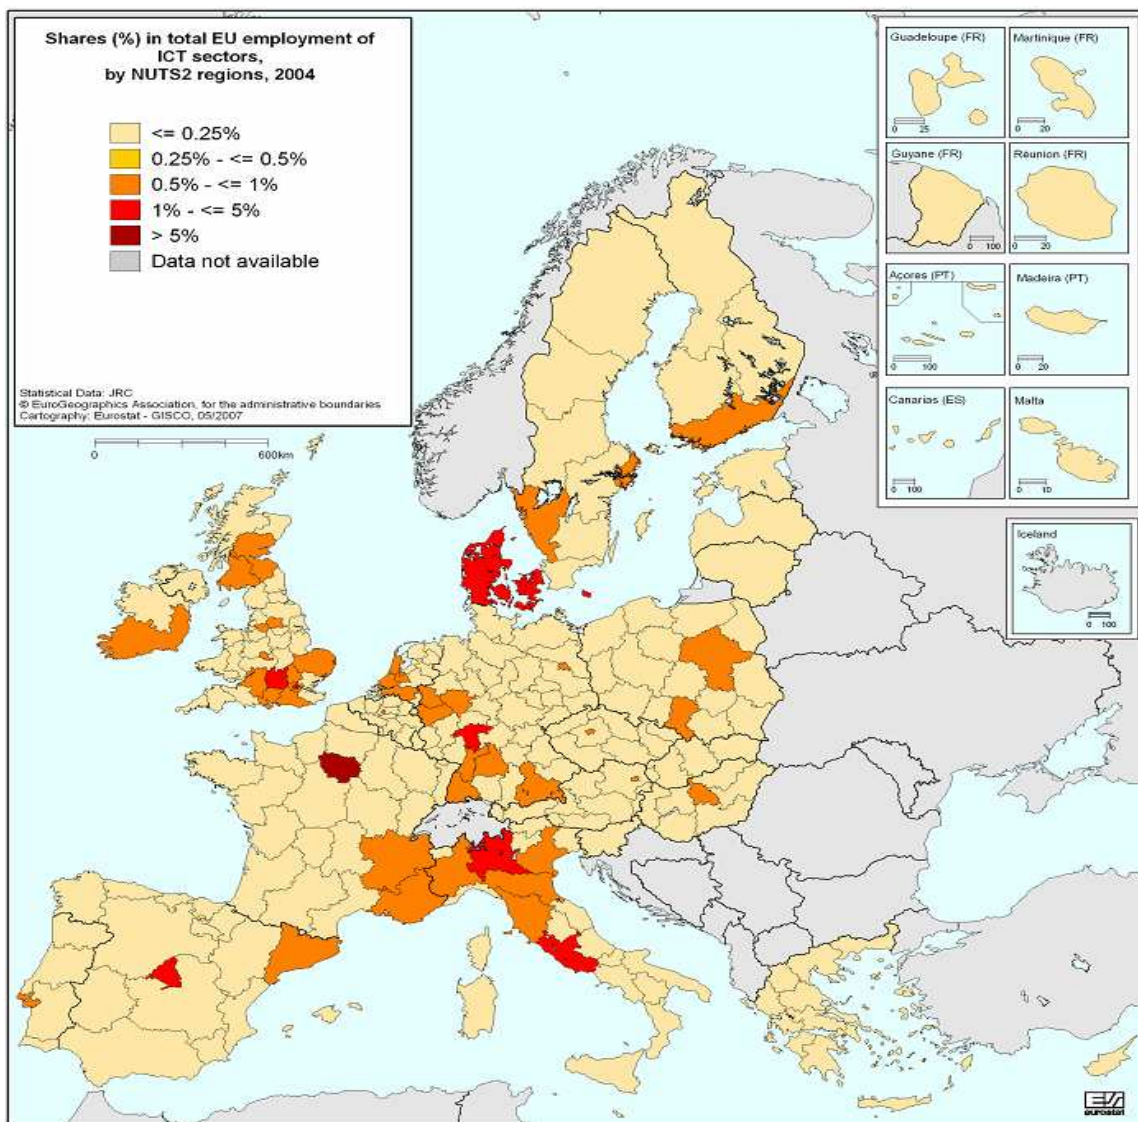 Shares (%) in total EU employment of
ICT sectors,
by NUTS2 regions, 2004
<= 0.25%
0.25% - <= 0.5%
0.5% - <= 1%
1% - <= 5%
> 5%
Data not available
Statistical Data: JRC
© EuroGeographics Association, for the administrative boundaries
Cartography: Eurostat - GISCO, 05/2007
0 600km
Guadeloupe (FR)
0 25
Martinique (FR)
0 20
Guyane (FR)
0 100
Réunion (FR)
0 20
Açores (PT)
0 100
Madeira (PT)
0 20
Canarias (ES)
0 100
Malta
0 10
Iceland
0 100
eurostat